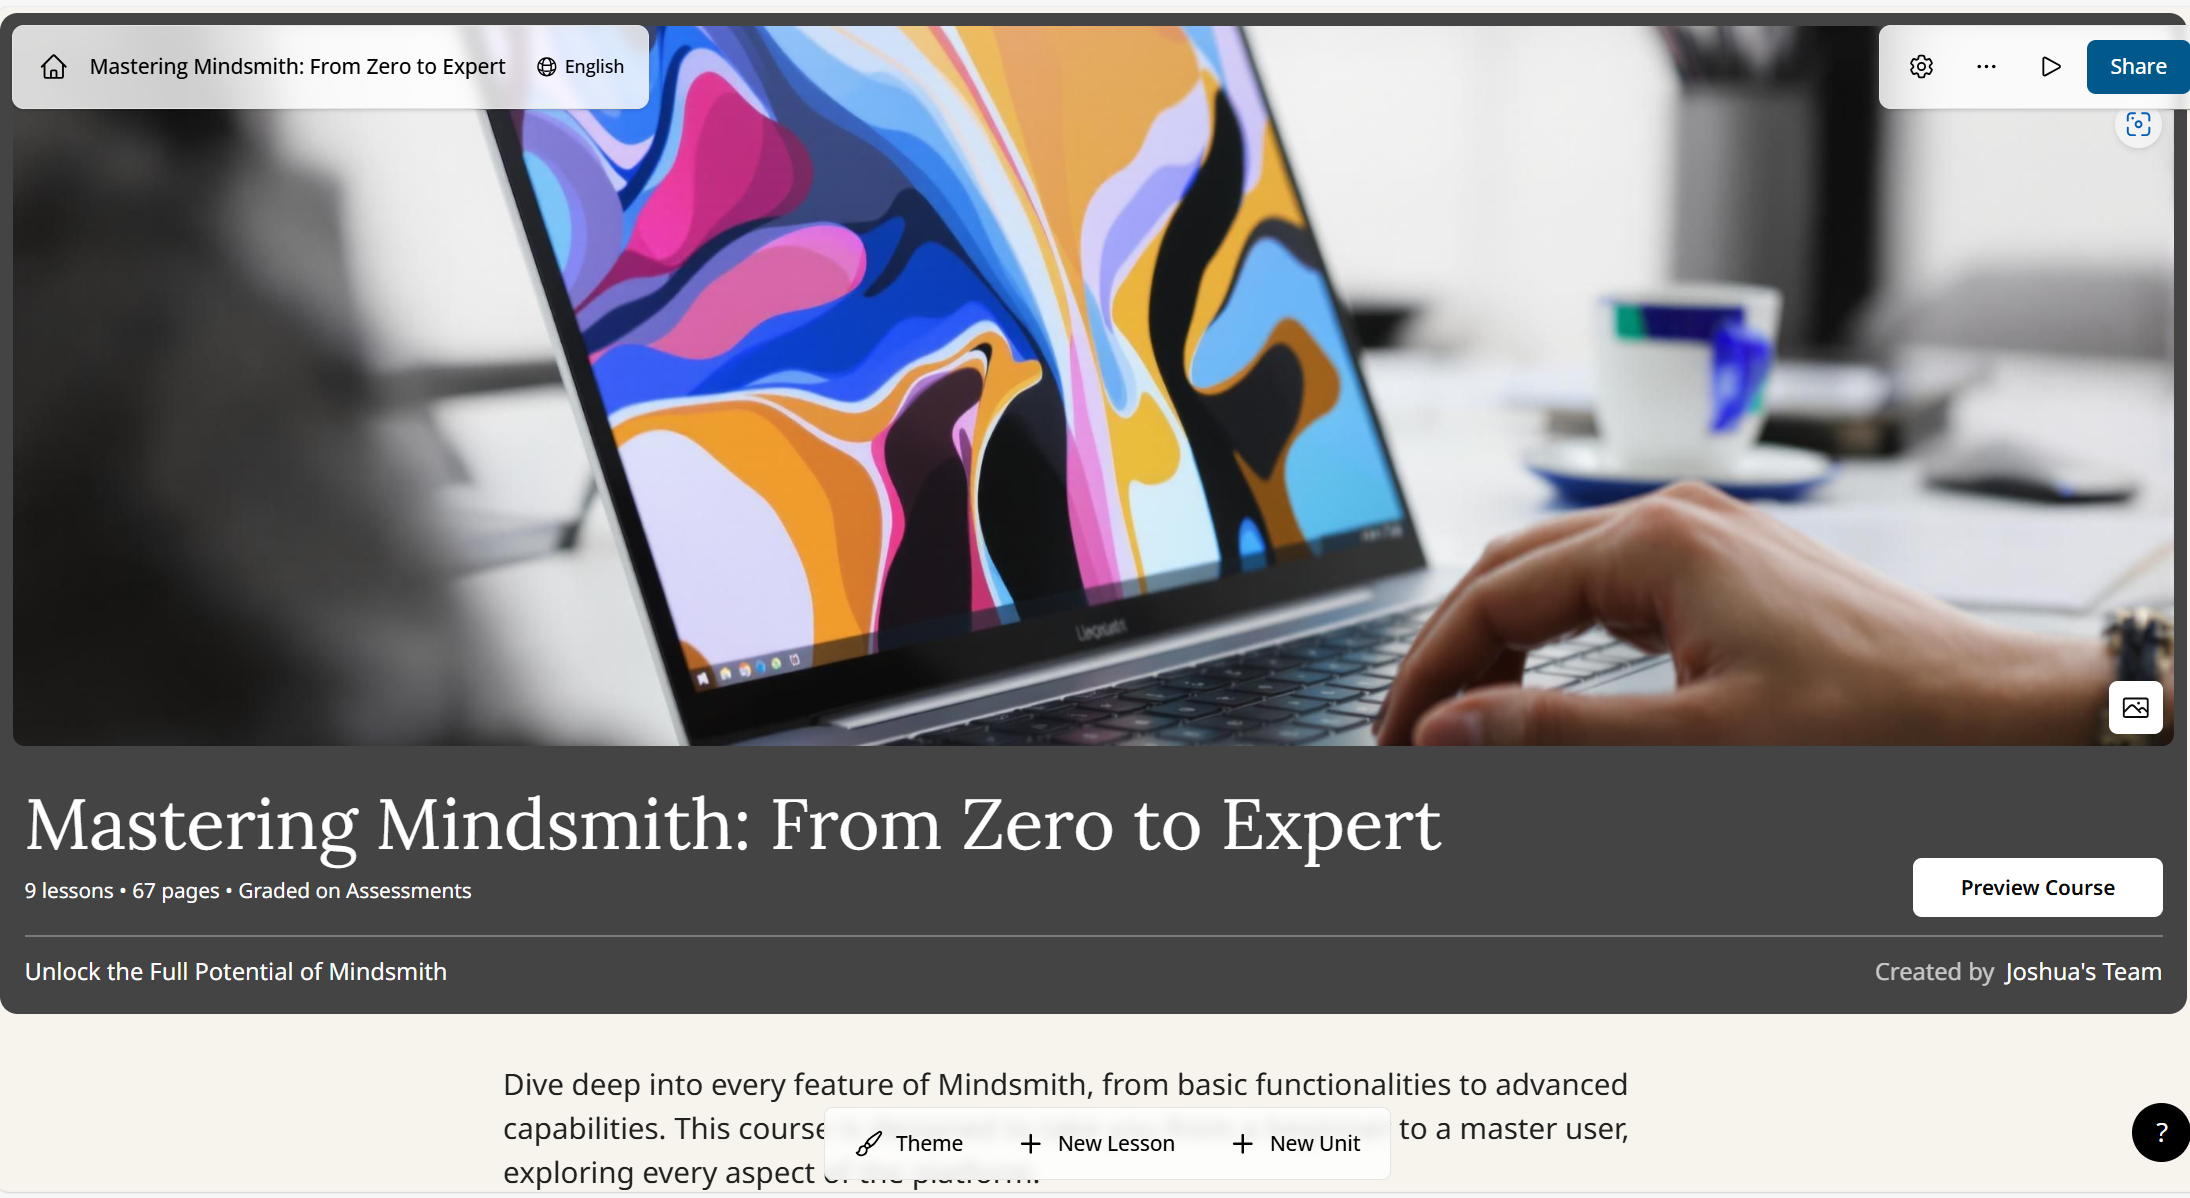 Mastering Mindsmith: From Zero to Expert
English
Share
Mastering Mindsmith: From Zero to Expert
9 lessons • 67 pages • Graded on Assessments
Preview Course
Unlock the Full Potential of Mindsmith
Created by Joshua's Team
Dive deep into every feature of Mindsmith, from basic functionalities to advanced
capabilities. This course to a master user,
exploring every aspect of the platform.
Theme
New Lesson
New Unit
?